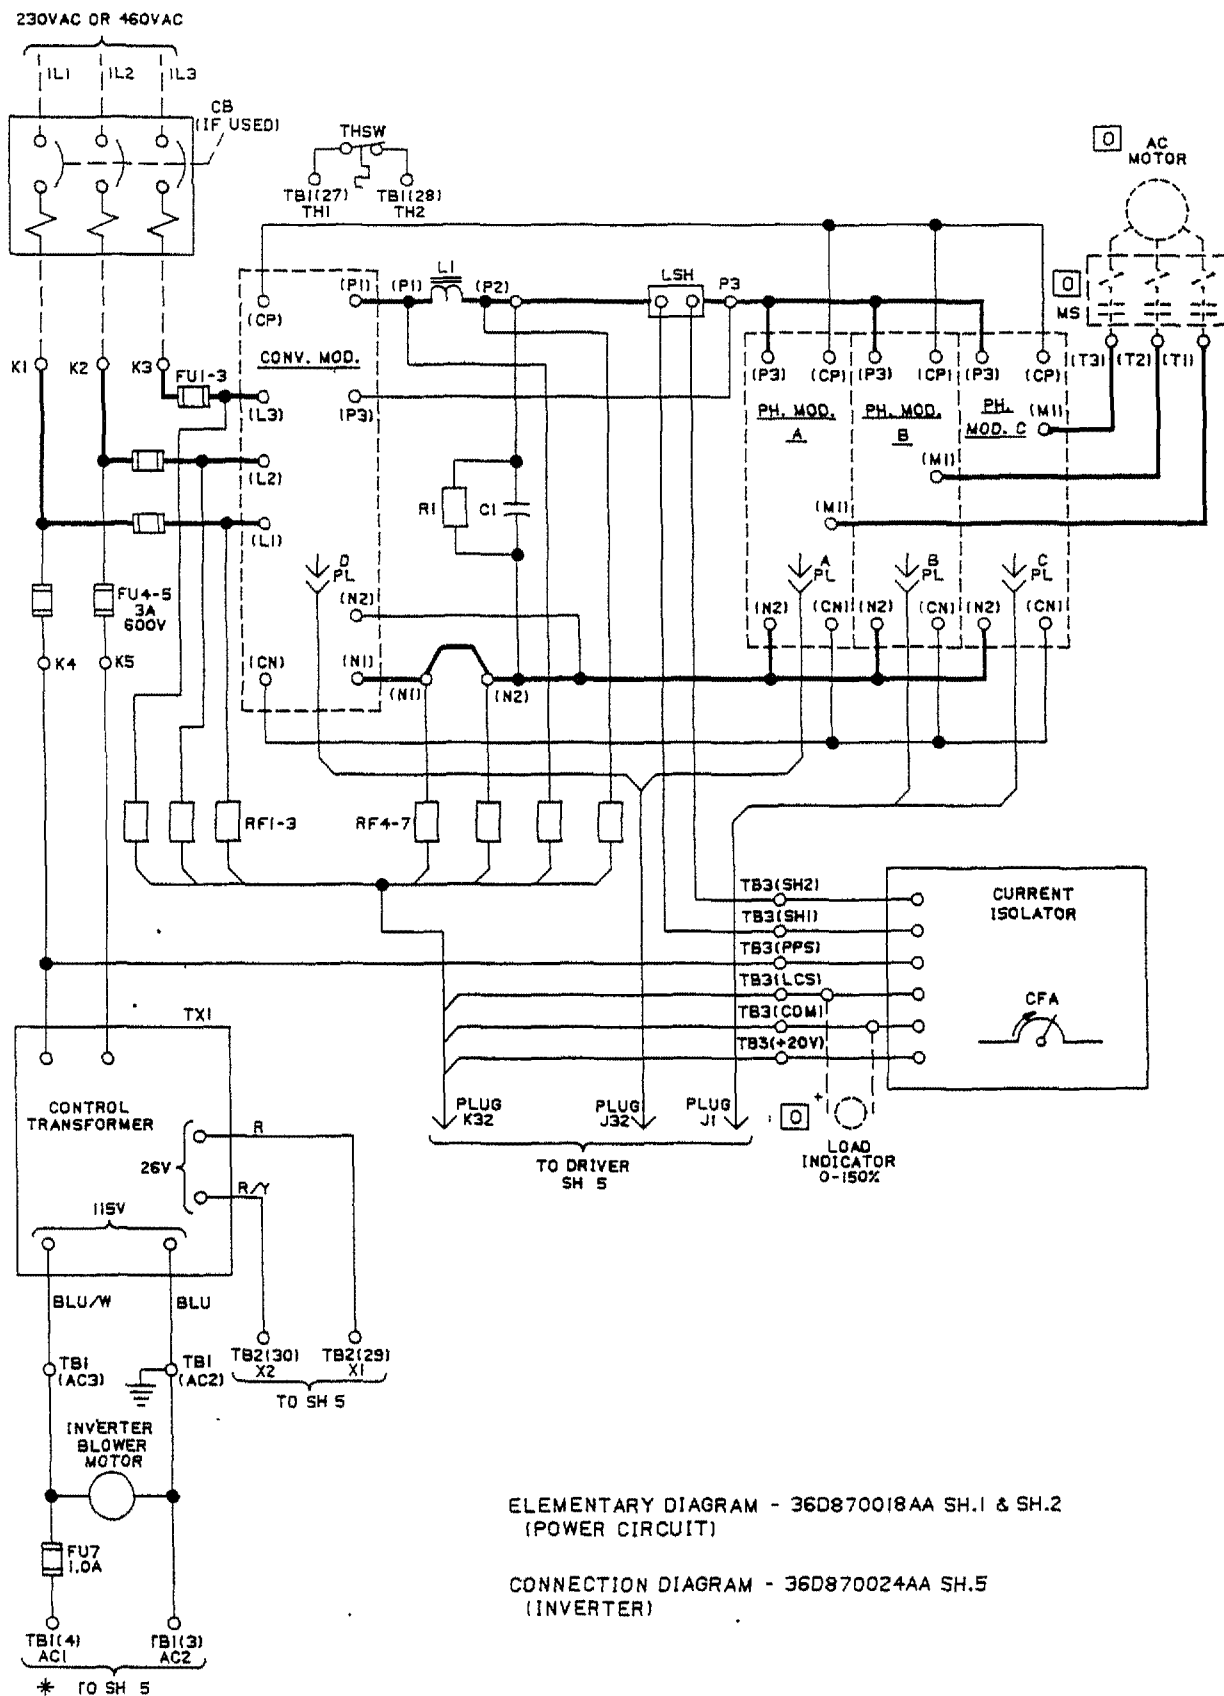 230VAC OR 460VAC
IL1
IL2
IL3
CB
(IF USED)
THSW
TB1(27)
TH1
TB1(28)
TH2
0
AC
MOTOR
0
MS
(P1)
(P1)
L1
(P2)
LSH
P3
(CP)
CONV. MOD.
K1
K2
K3
FU1-3
(L3)
(P3)
(L2)
(L1)
(P3)
(CP)
(P3)
(CP)
(P3)
(CP)
(T3)
(T2)
(T1)
PH. MOD.
A
PH. MOD.
B
PH.
MOD. C
(M1)
(M1)
(M1)
R1
C1
D
PL
A
PL
B
PL
C
PL
FU4-5
3A
600V
(N2)
(N2)
(CN)
(N2)
(CN)
(N2)
(CN)
K4
K5
(CN)
(N1)
(N1)
(N2)
RF1-3
RF4-7
TB3(SH2)
TB3(SH1)
TB3(PPS)
TB3(LCS)
TB3(COM)
TB3(+20V)
CURRENT
ISOLATOR
CFA
TX1
CONTROL
TRANSFORMER
26V
R
R/Y
115V
PLUG
K32
PLUG
J32
PLUG
J1
TO DRIVER
SH 5
0
+
LOAD
INDICATOR
0-150%
BLU/W
BLU
TB2(30)
X2
TB2(29)
X1
TO SH 5
TB1
(AC3)
TB1
(AC2)
INVERTER
BLOWER
MOTOR
FU7
1.0A
TB1(4)
AC1
TB1(3)
AC2
* TO SH 5
ELEMENTARY DIAGRAM - 36D870018AA SH.1 & SH.2
(POWER CIRCUIT)
CONNECTION DIAGRAM - 36D870024AA SH.5
(INVERTER)